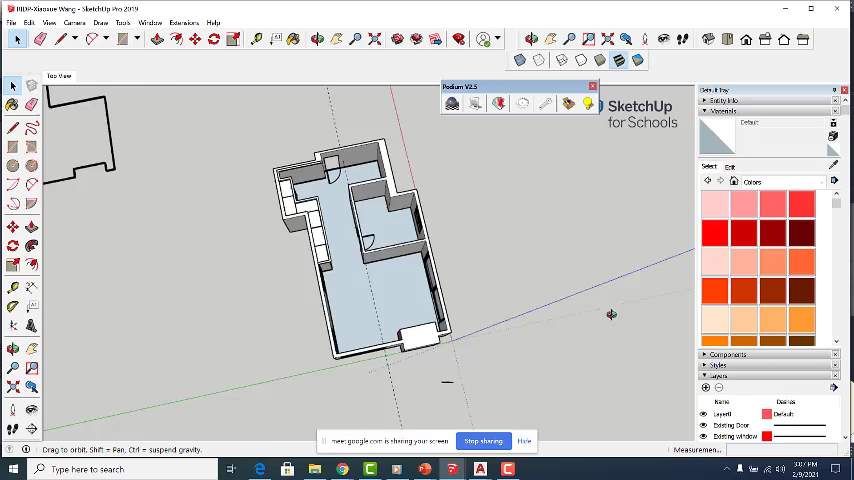 RIDP-Xiaoxue Wang - SketchUp Pro 2019
File Edit View Camera Draw Tools Window Extensions Help
Top View
Podium V2.5
SketchUp
for Schools
Default Tray
Entity Info
Materials
Default
Select Edit
Colors
Components
Styles
Layers
Name Dashes
Layer0 Default
Existing Door
Existing window
meet.google.com is sharing your screen. Stop sharing Hide
Drag to orbit. Shift = Pan, Ctrl = suspend gravity.
Measuremen...
Type here to search
3:07 PM
2/9/2021